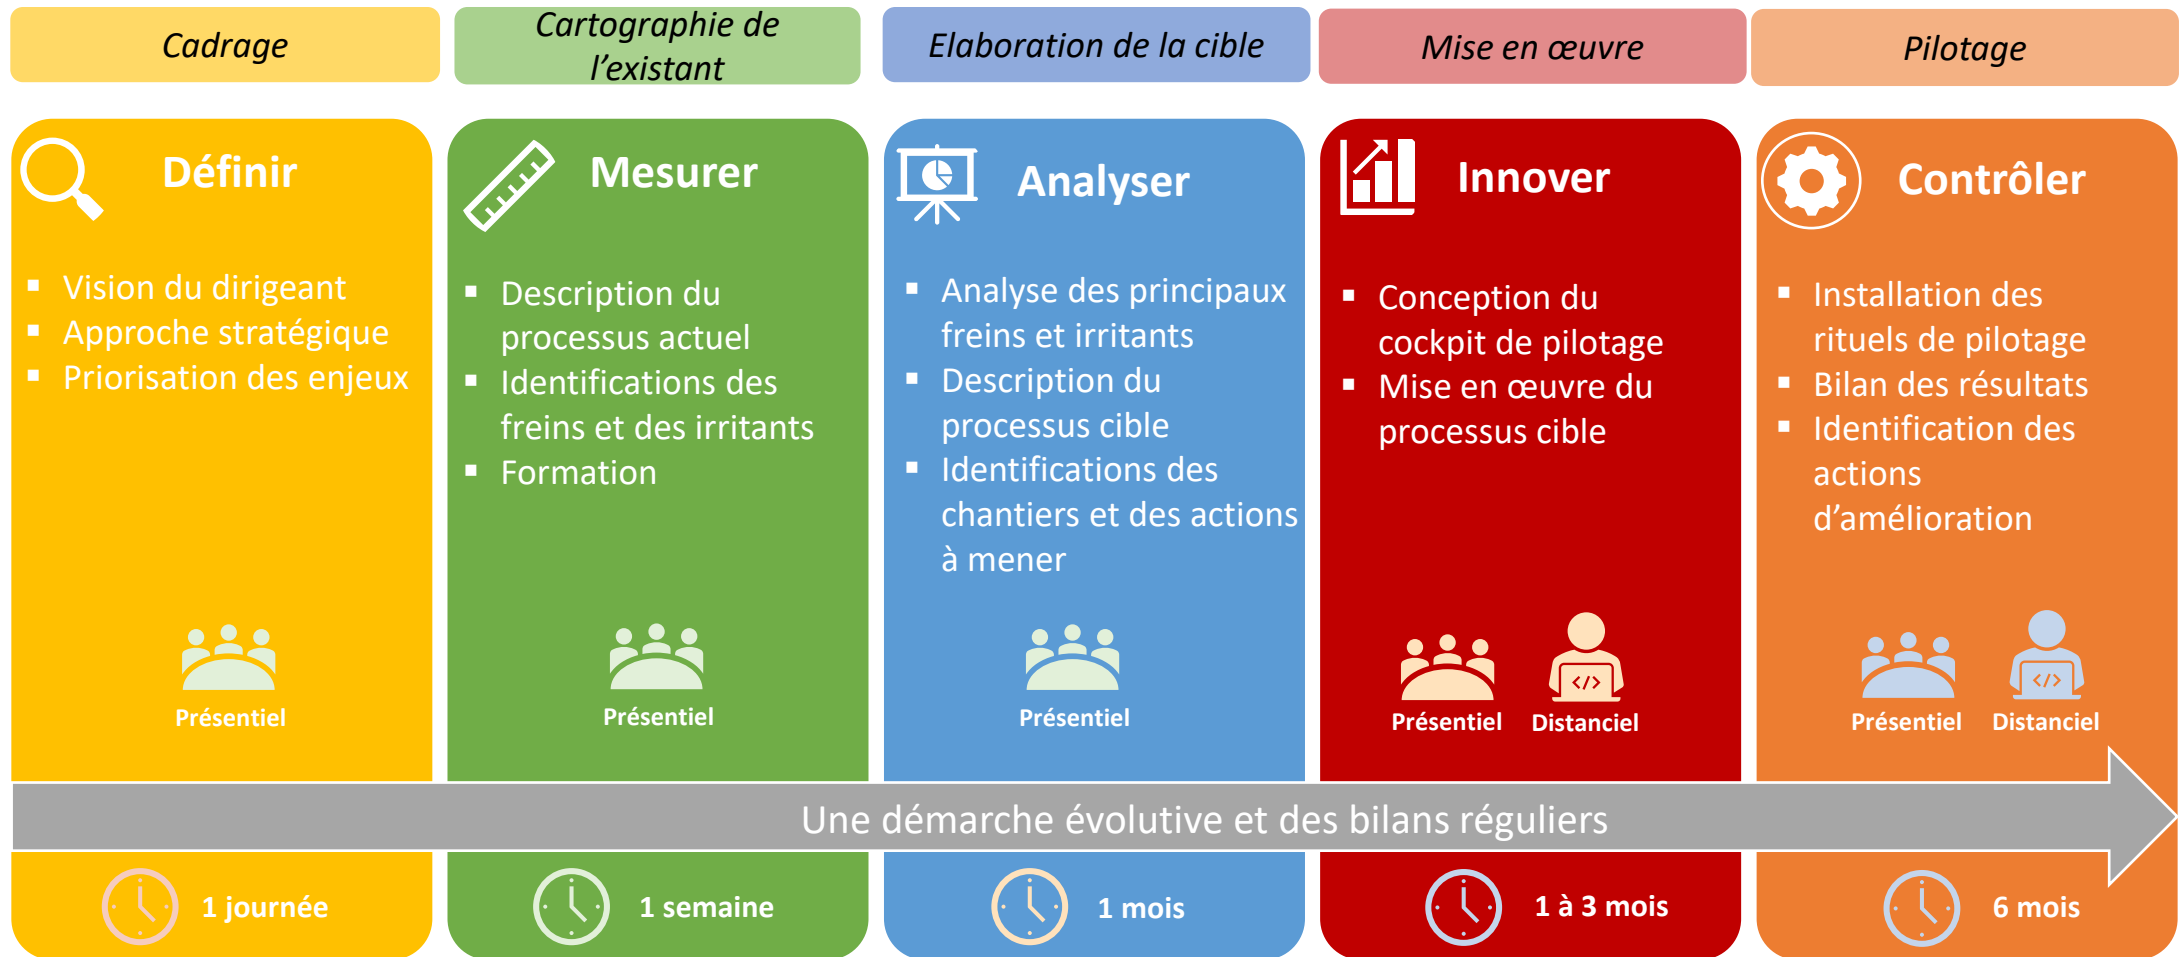 Cadrage
Cartographie de
l’existant
Elaboration de la cible
Mise en œuvre
Pilotage
Définir
▪ Vision du dirigeant
▪ Approche stratégique
▪ Priorisation des enjeux
Présentiel
1 journée
Mesurer
▪ Description du
processus actuel
▪ Identifications des
freins et des irritants
▪ Formation
Présentiel
1 semaine
Analyser
▪ Analyse des principaux
freins et irritants
▪ Description du
processus cible
▪ Identifications des
chantiers et des actions
à mener
Présentiel
1 mois
Innover
▪ Conception du
cockpit de pilotage
▪ Mise en œuvre du
processus cible
Présentiel
</> 
Distanciel
1 à 3 mois
Contrôler
▪ Installation des
rituels de pilotage
▪ Bilan des résultats
▪ Identification des
actions
d’amélioration
Présentiel
</> 
Distanciel
6 mois
Une démarche évolutive et des bilans réguliers